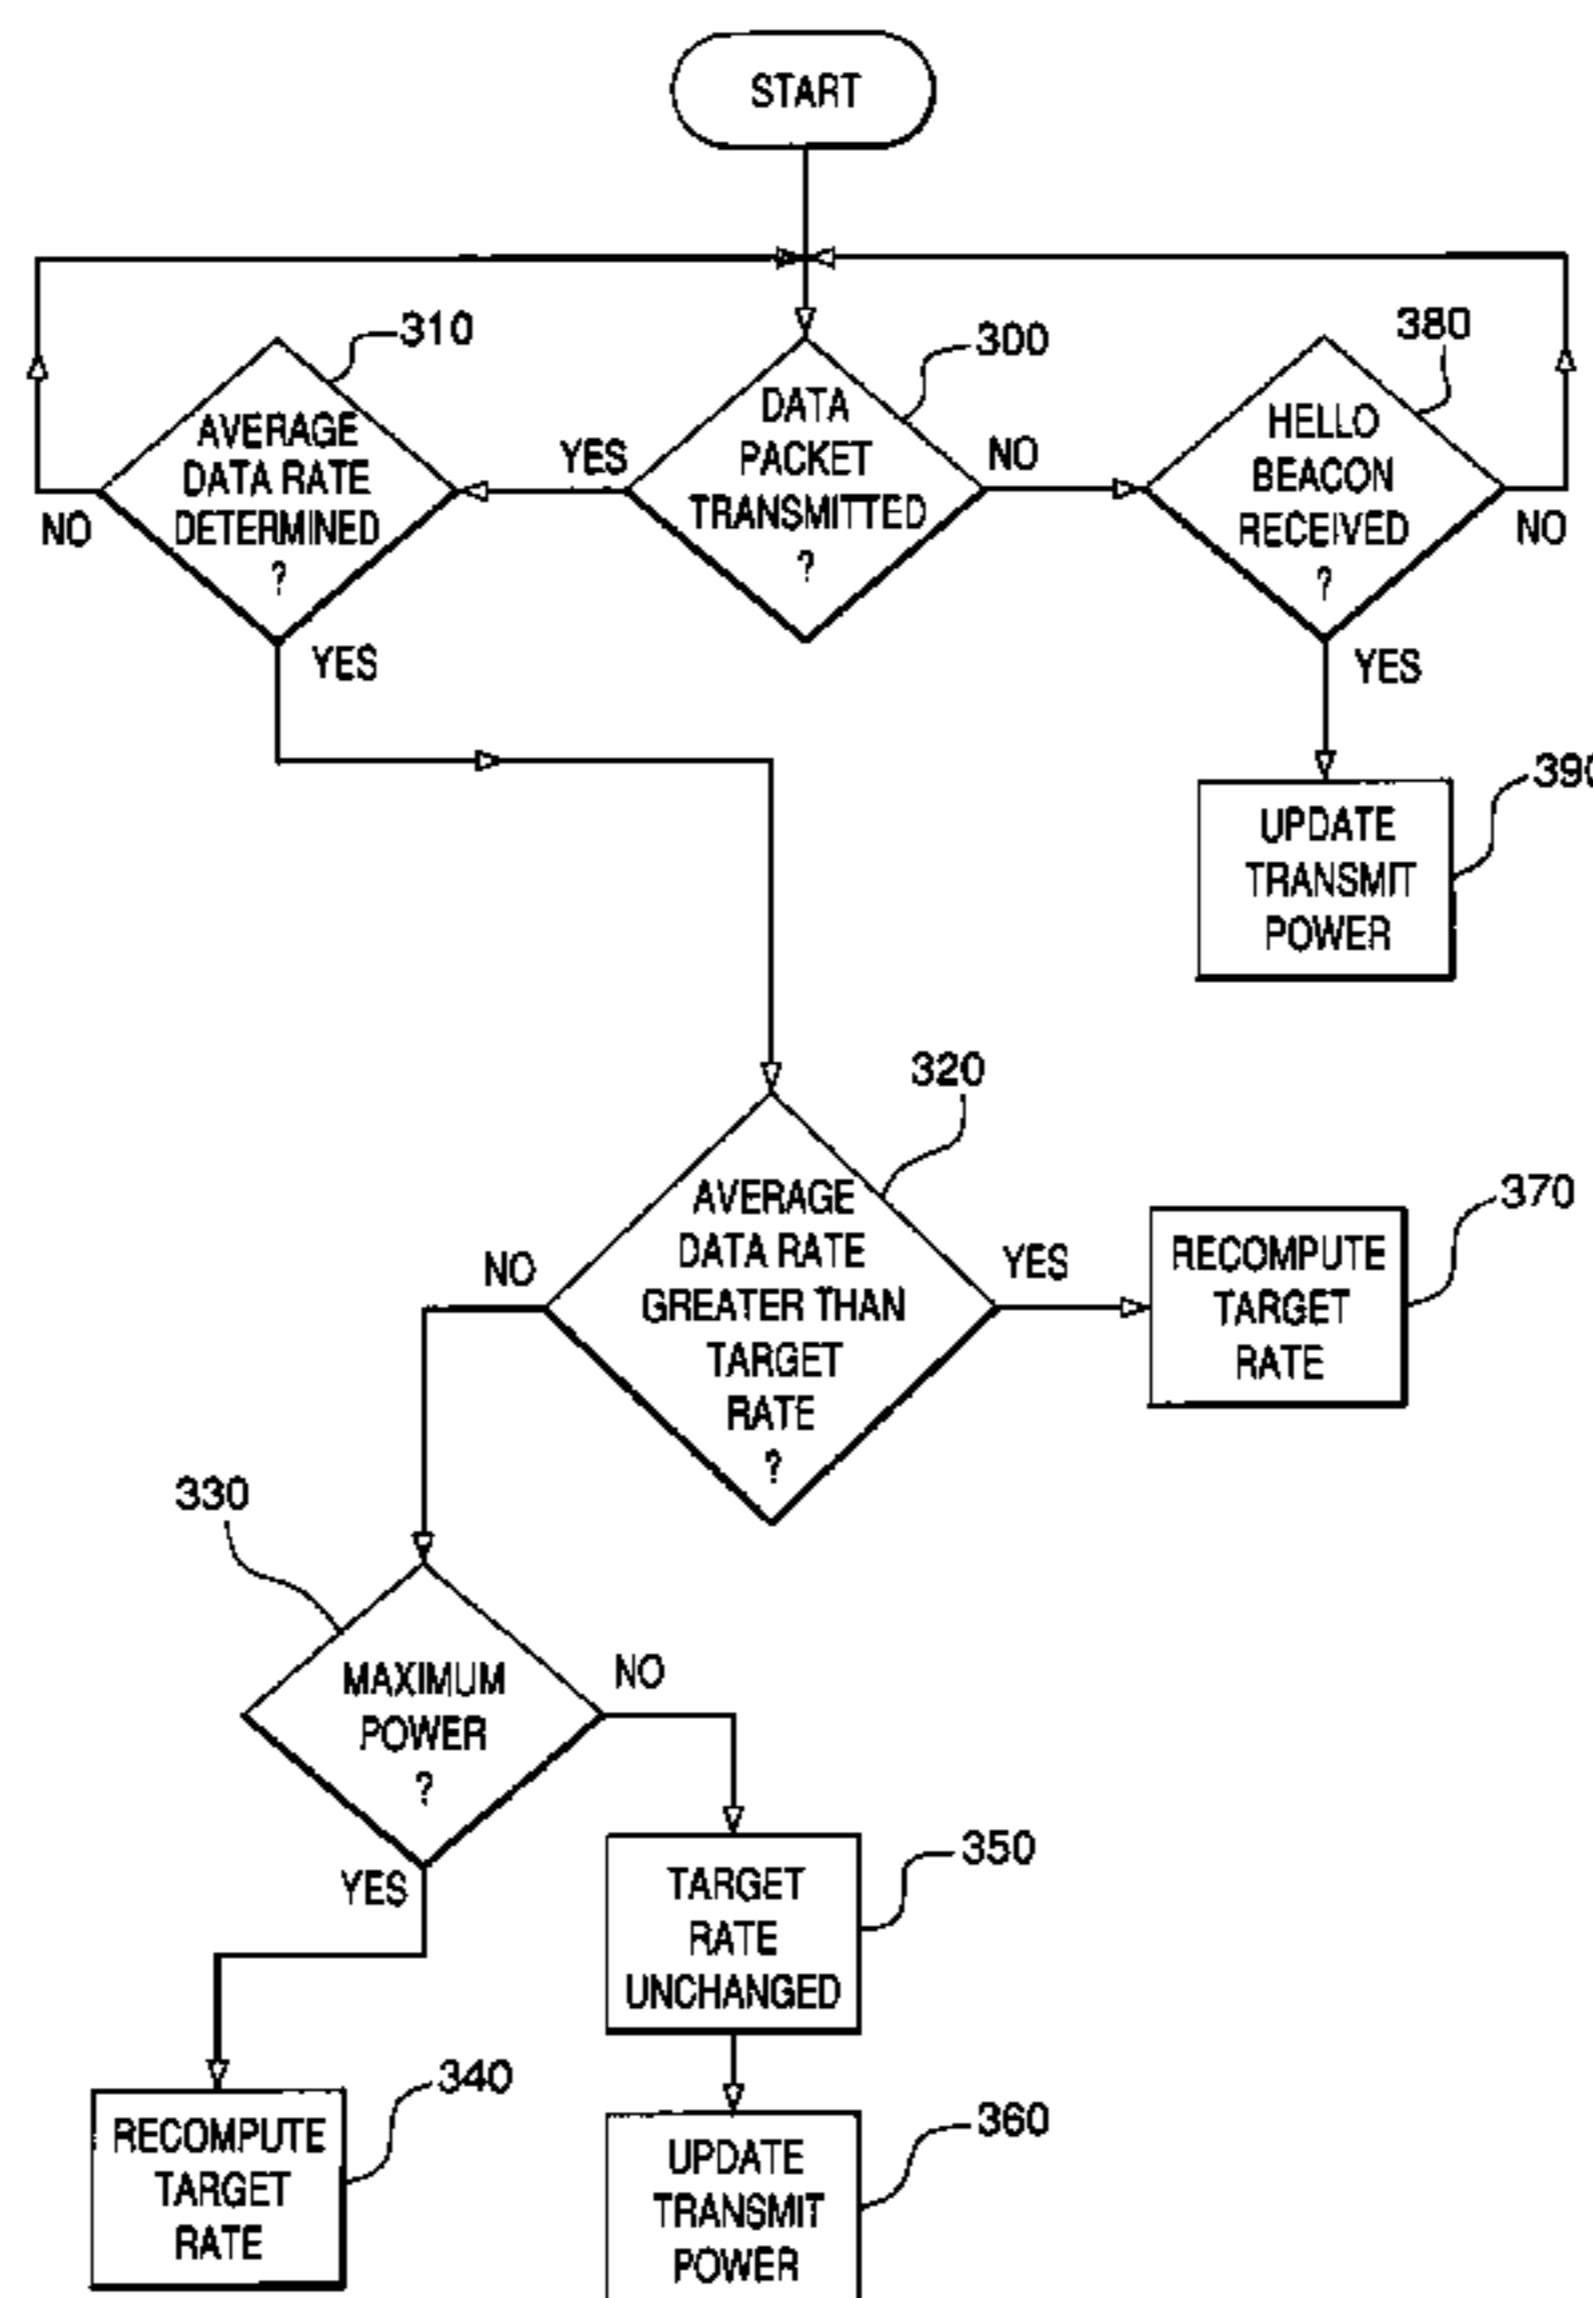 START
310
300
380
AVERAGE
DATA RATE
DETERMINED
?
YES
DATA
PACKET
TRANSMITTED
?
NO
HELLO
BEACON
RECEIVED
?
NO
NO
YES
YES
390
UPDATE
TRANSMIT
POWER
320
AVERAGE
DATA RATE
GREATER THAN
TARGET
RATE
?
NO
YES
370
RECOMPUTE
TARGET
RATE
330
MAXIMUM
POWER
?
NO
YES
350
TARGET
RATE
UNCHANGED
340
RECOMPUTE
TARGET
RATE
360
UPDATE
TRANSMIT
POWER